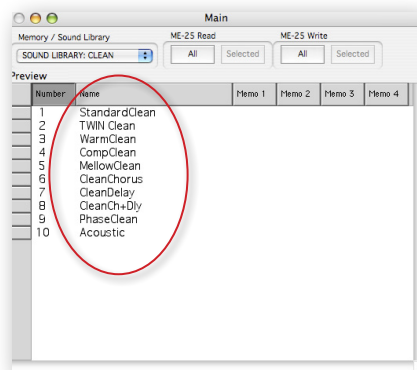 Main
Memory / Sound Library
ME-25 Read
ME-25 Write
SOUND LIBRARY: CLEAN
All
Selected
All
Selected
Preview
Number Name Memo 1 Memo 2 Memo 3 Memo 4
1 StandardClean
2 TWIN Clean
3 WarmClean
4 CompClean
5 MellowClean
6 CleanChorus
7 CleanDelay
8 CleanCh+Dly
9 PhaseClean
10 Acoustic